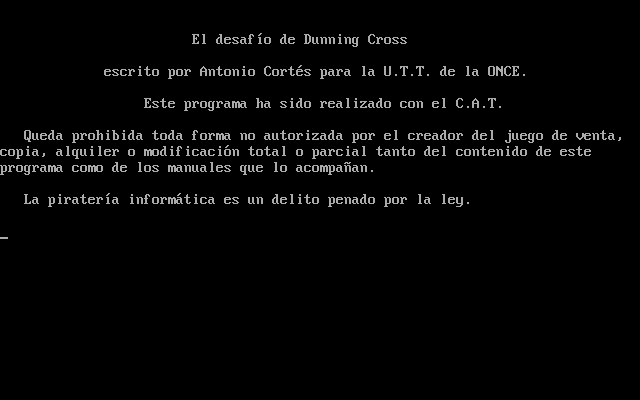 El desafío de Dunning Cross
escrito por Antonio Cortés para la U.T.T. de la ONCE.
Este programa ha sido realizado con el C.A.T.
Queda prohibida toda forma no autorizada por el creador del juego de venta,
copia, alquiler o modificación total o parcial tanto del contenido de este
programa como de los manuales que lo acompañan.
La piratería informática es un delito penado por la ley.